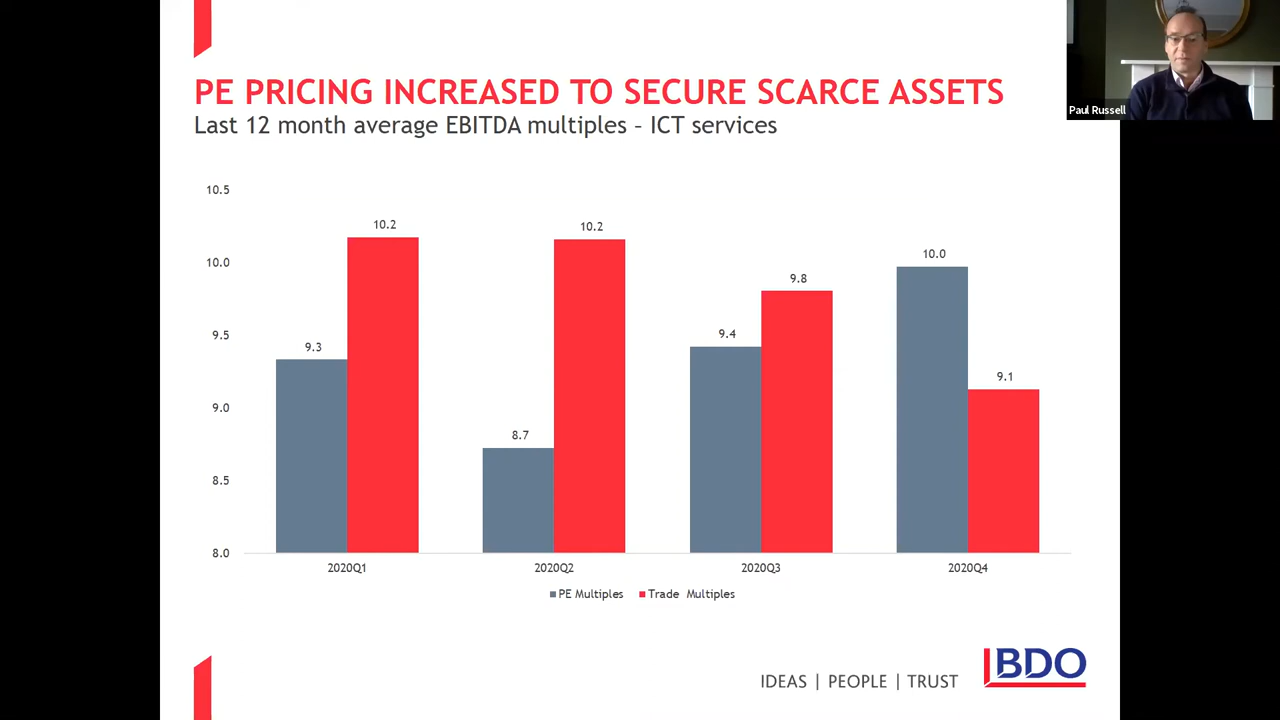 PE PRICING INCREASED TO SECURE SCARCE ASSETS
Last 12 month average EBITDA multiples – ICT services
Paul Russell
10.5
10.0
9.5
9.0
8.5
8.0
9.3
10.2
8.7
10.2
9.4
9.8
10.0
9.1
2020Q1
2020Q2
2020Q3
2020Q4
PE Multiples
Trade Multiples
IDEAS | PEOPLE | TRUST
BDO